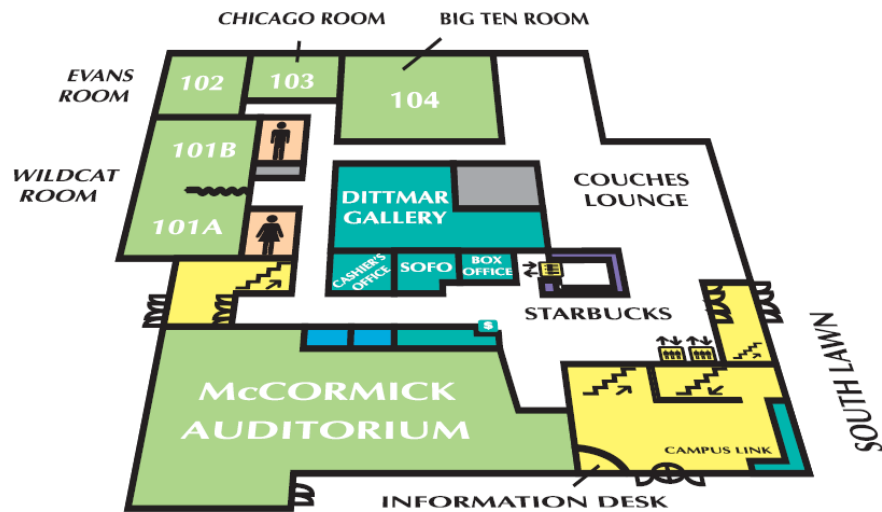 CHICAGO ROOM
BIG TEN ROOM
EVANS
ROOM
102
103
104
101B
WILDCAT
ROOM
101A
DITTMAR
GALLERY
COUCHES
LOUNGE
CASHIER'S
OFFICE
SOFO
BOX
OFFICE
STARBUCKS
$
SOUTH LAWN
McCORMICK
AUDITORIUM
CAMPUS LINK
INFORMATION DESK